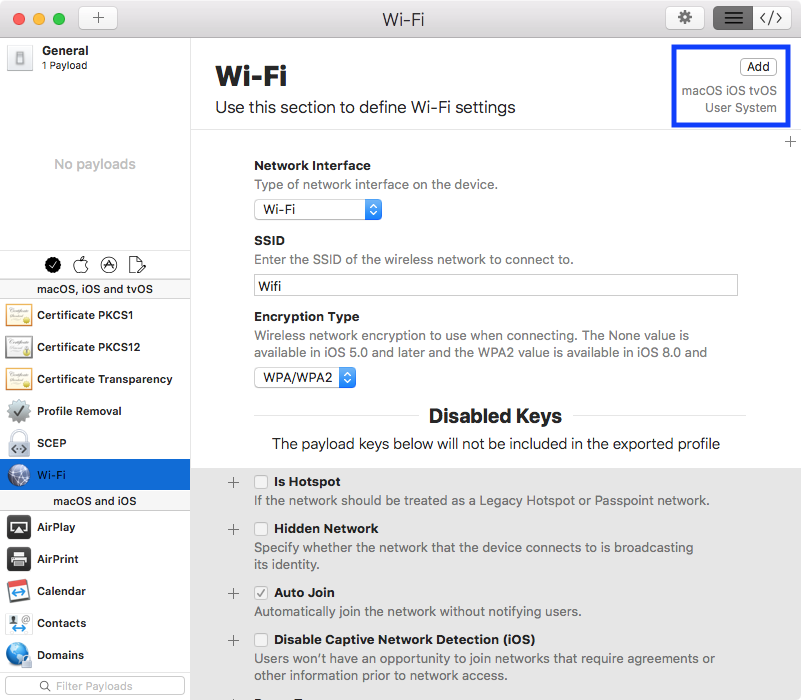 Wi-Fi
General
1 Payload
No payloads
macOS, iOS and tvOS
Certificate PKCS1
Certificate PKCS12
Certificate Transparency
Profile Removal
SCEP
Wi-Fi
macOS and iOS
AirPlay
AirPrint
Calendar
Contacts
Domains
Filter Payloads
Wi-Fi
Use this section to define Wi-Fi settings
Add
macOS iOS tvOS
User System
Network Interface
Type of network interface on the device.
Wi-Fi
SSID
Enter the SSID of the wireless network to connect to.
Wifi
Encryption Type
Wireless network encryption to use when connecting. The None value is
available in iOS 5.0 and later and the WPA2 value is available in iOS 8.0 and
WPA/WPA2
Disabled Keys
The payload keys below will not be included in the exported profile
Is Hotspot
If the network should be treated as a Legacy Hotspot or Passpoint network.
Hidden Network
Specify whether the network that the device connects to is broadcasting
its identity.
Auto Join
Automatically join the network without notifying users.
Disable Captive Network Detection (iOS)
Users won't have an opportunity to join networks that require agreements or
other information prior to network access.